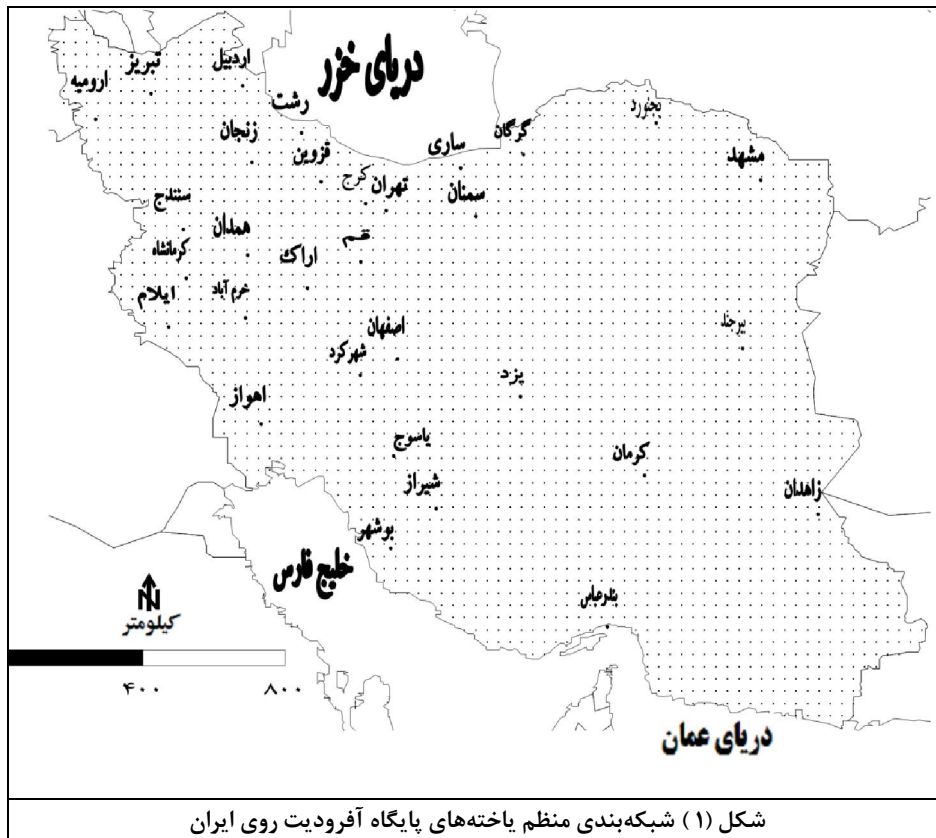 دریای خزر
تبریز
اردبیل
ارومیه
رشت
زنجان
قزوین
ساری
گرگان
بجنورد
مشهد
کرج
تهران
سمنان
سنندج
همدان
قم
کرمانشاه
اراک
ایلام
خرم آباد
اصفهان
بیرجند
شهرکرد
یزد
اهواز
یاسوج
کرمان
شیراز
زاهدان
بوشهر
خلیج فارس
بندرعباس
N
کیلومتر
۴۰۰ ۸۰۰
دریای عمان
شکل (۱) شبکه‌بندی منظم یاخته‌های پایگاه آفرودیت روی ایران